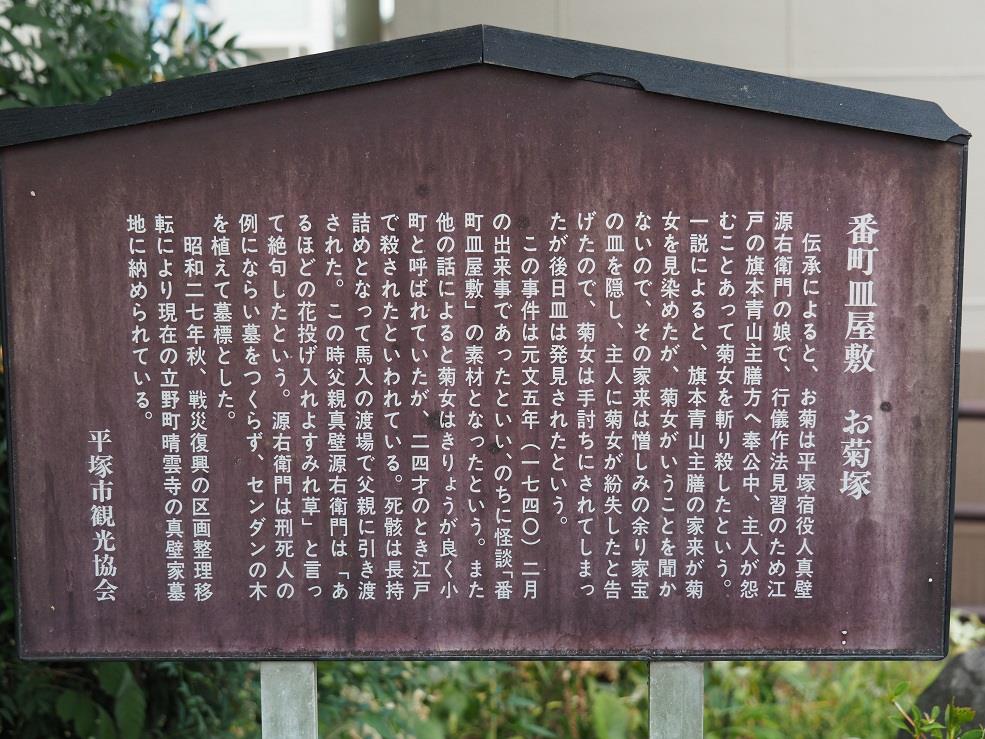 番町皿屋敷 お菊塚
伝承によると、お菊は平塚宿役人真壁
源右衛門の娘で、行儀作法見習のため江
戸の旗本青山主膳方へ奉公中、主人が怨
むことあって菊女を斬り殺したという。
一説によると、旗本青山主膳の家来が菊
女を見染めたが、菊女がいうことを聞か
ないので、その家来は憎しみの余り家宝
の皿を隠し、主人に菊女が紛失したと告
げたので、菊女は手討ちにされてしまっ
たが後日皿は発見されたという。
この事件は元文五年（一七四〇）二月
の出来事であったといい、のちに怪談「番
町皿屋敷」の素材となったという。また
他の話によると菊女はきりょうが良く小
町と呼ばれていたが、二四才のとき江戸
で殺されたといわれている。死骸は長持
詰めとなって馬入の渡場で父親に引き渡
された。この時父親真壁源右衛門は「あ
るほどの花投げ入れよすみれ草」と言っ
て絶句したという。源右衛門は刑死人の
例にならい墓をつくらず、センダンの木
を植えて墓標とした。
昭和二七年秋、戦災復興の区画整理移
転により現在の立野町晴雲寺の真壁家墓
地に納められている。
平塚市観光協会